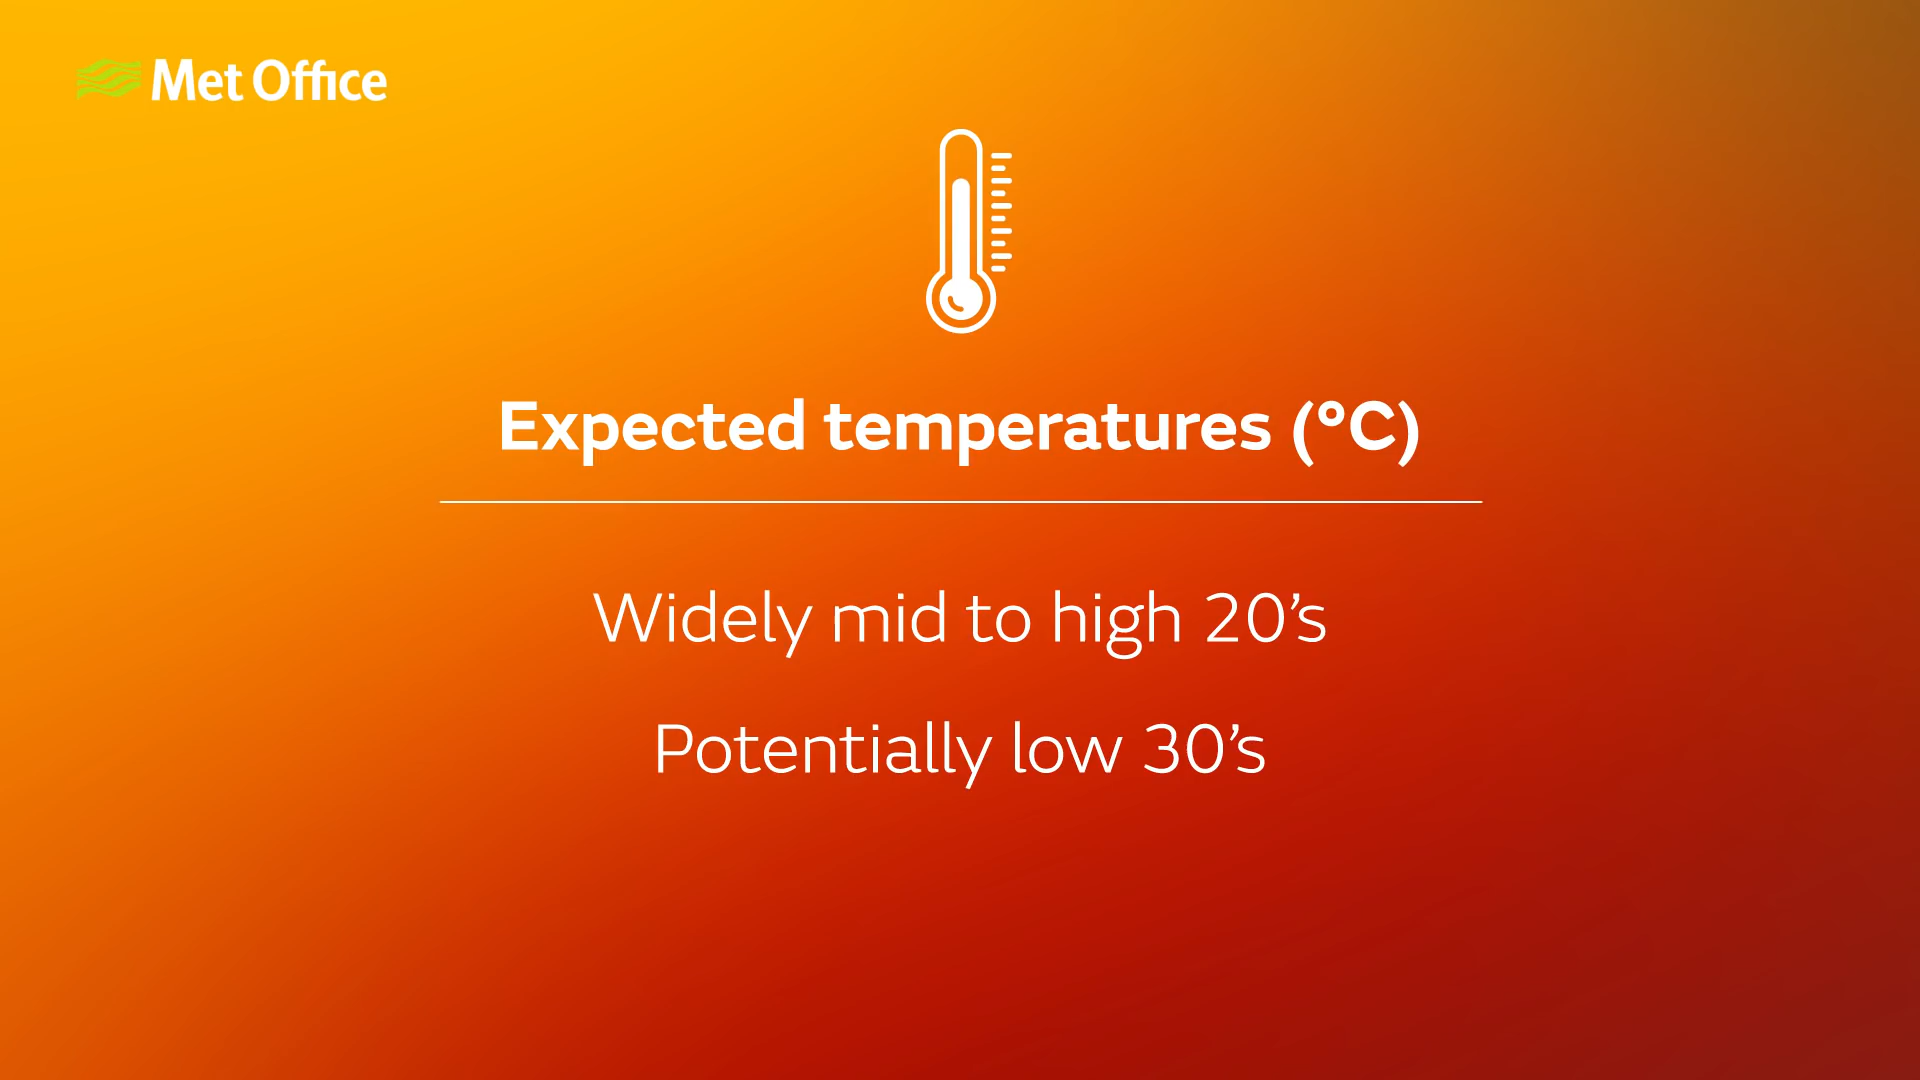 Met Office
Expected temperatures (°C)
Widely mid to high 20’s
Potentially low 30’s